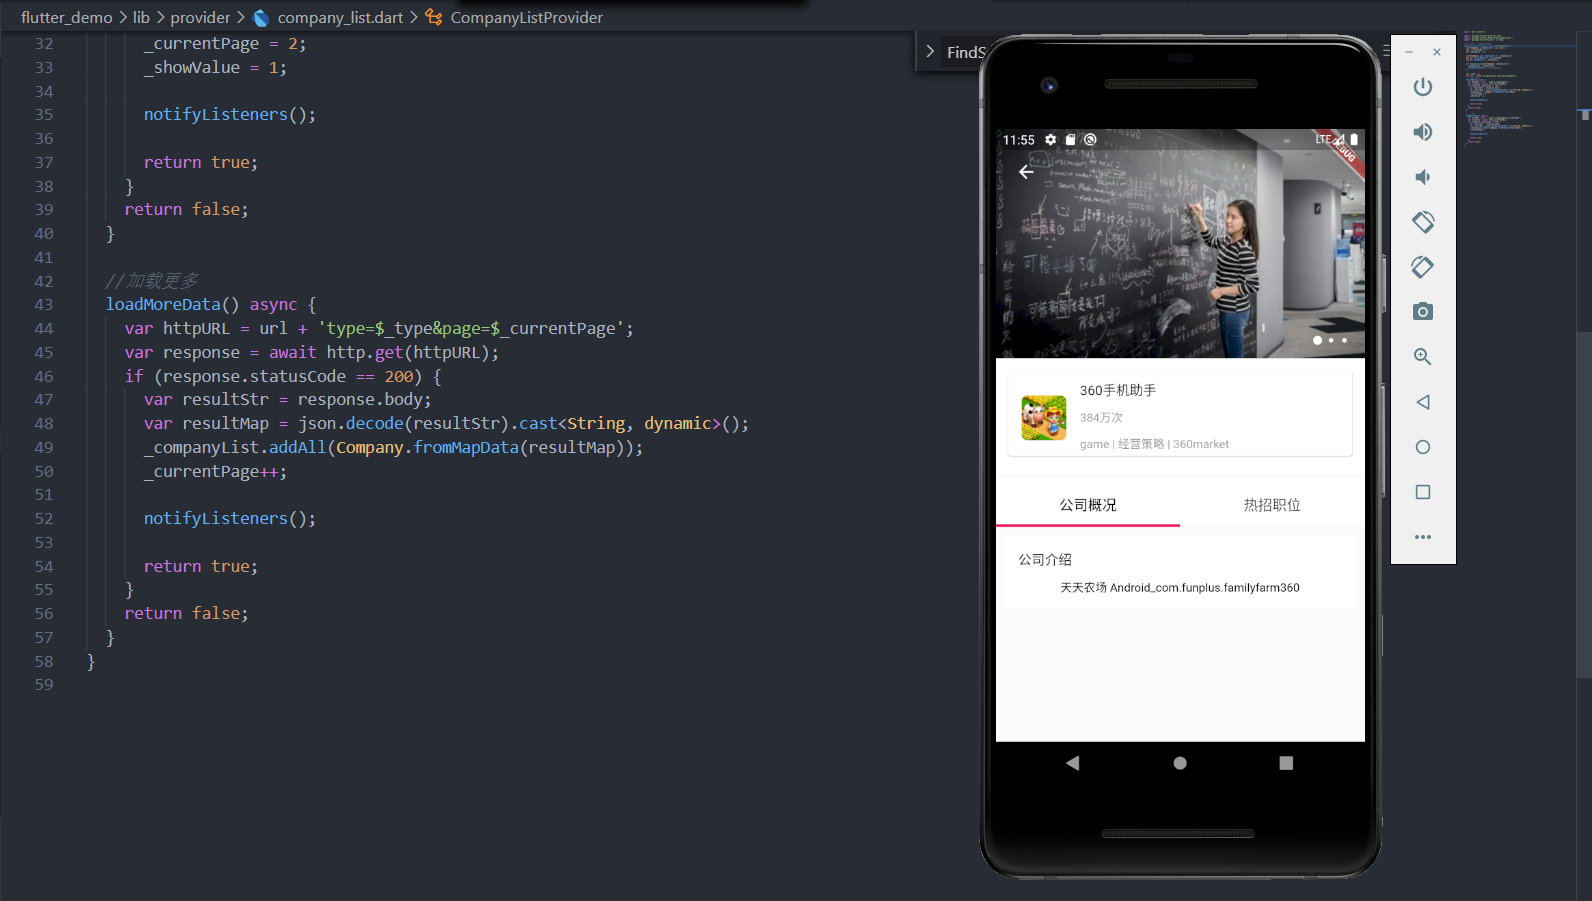 flutter_demo > lib > provider > company_list.dart > CompanyListProvider
32 _currentPage = 2;
33 _showValue = 1;
34
35 notifyListeners();
36
37 return true;
38 }
39 return false;
40 }
41
42 //加载更多
43 loadMoreData() async {
44 var httpURL = url + 'type=$_type&page=$_currentPage';
45 var response = await http.get(httpURL);
46 if (response.statusCode == 200) {
47 var resultStr = response.body;
48 var resultMap = json.decode(resultStr).cast<String, dynamic>();
49 _companyList.addAll(Company.fromMapData(resultMap));
50 _currentPage++;
51
52 notifyListeners();
53
54 return true;
55 }
56 return false;
57 }
58 }
59
11:55 LTE
360手机助手
384万次
game | 经营策略 | 360market
公司概况 热招职位
公司介绍
天天农场 Android_com.funplus.familyfarm360